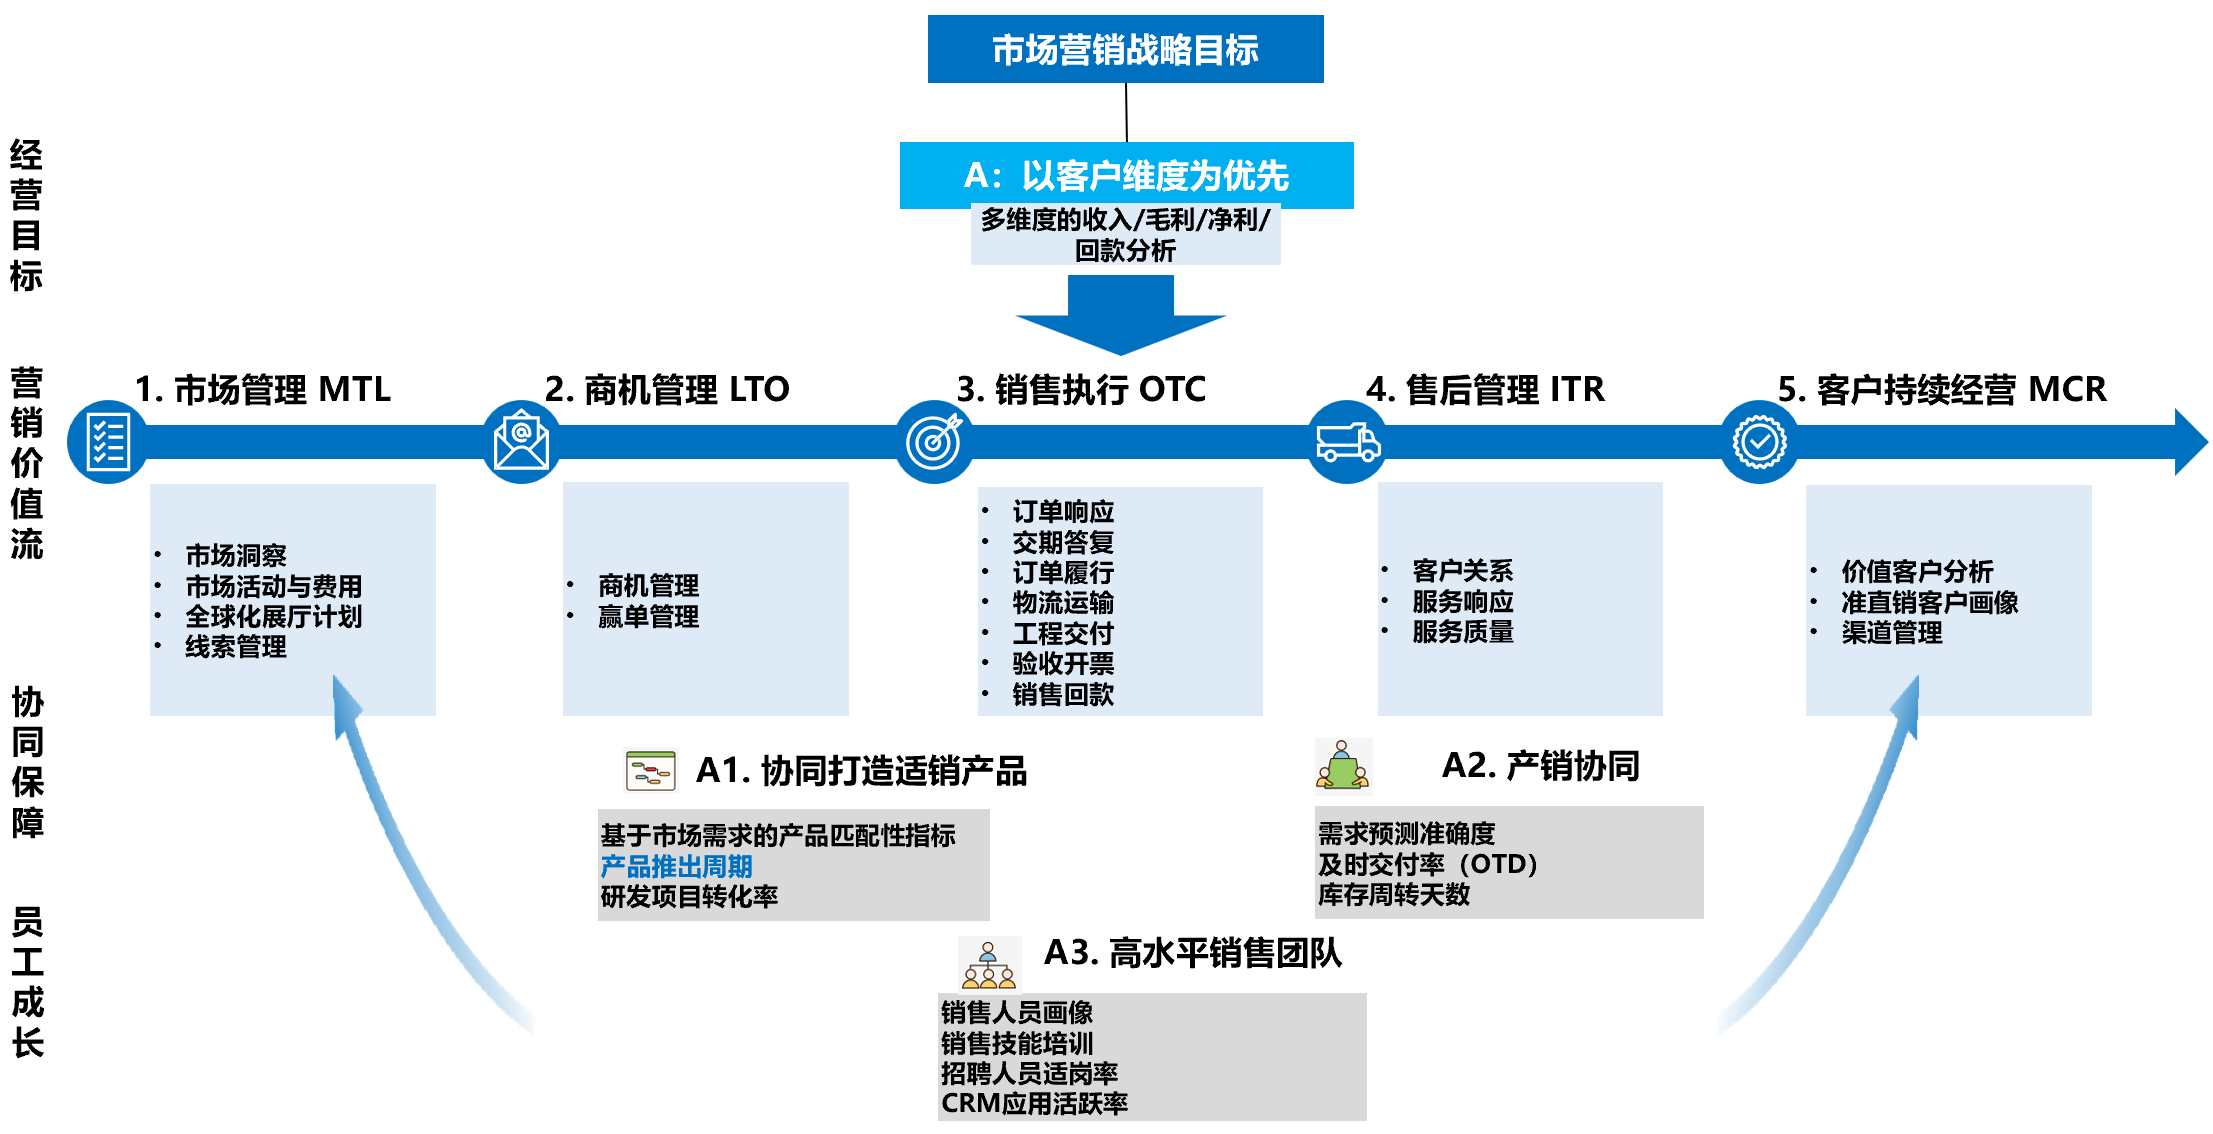 市场营销战略目标
A：以客户维度为优先
多维度的收入/毛利/净利/
回款分析
经营目标
营销价值流
1. 市场管理 MTL
2. 商机管理 LTO
3. 销售执行 OTC
4. 售后管理 ITR
5. 客户持续经营 MCR
• 市场洞察
• 市场活动与费用
• 全球化展厅计划
• 线索管理
• 商机管理
• 赢单管理
• 订单响应
• 交期答复
• 订单履行
• 物流运输
• 工程交付
• 验收开票
• 销售回款
• 客户关系
• 服务响应
• 服务质量
• 价值客户分析
• 准直销客户画像
• 渠道管理
协同保障
A1. 协同打造适销产品
基于市场需求的产品匹配性指标
产品推出周期
研发项目转化率
A2. 产销协同
需求预测准确度
及时交付率（OTD）
库存周转天数
员工成长
A3. 高水平销售团队
销售人员画像
销售技能培训
招聘人员适岗率
CRM应用活跃率